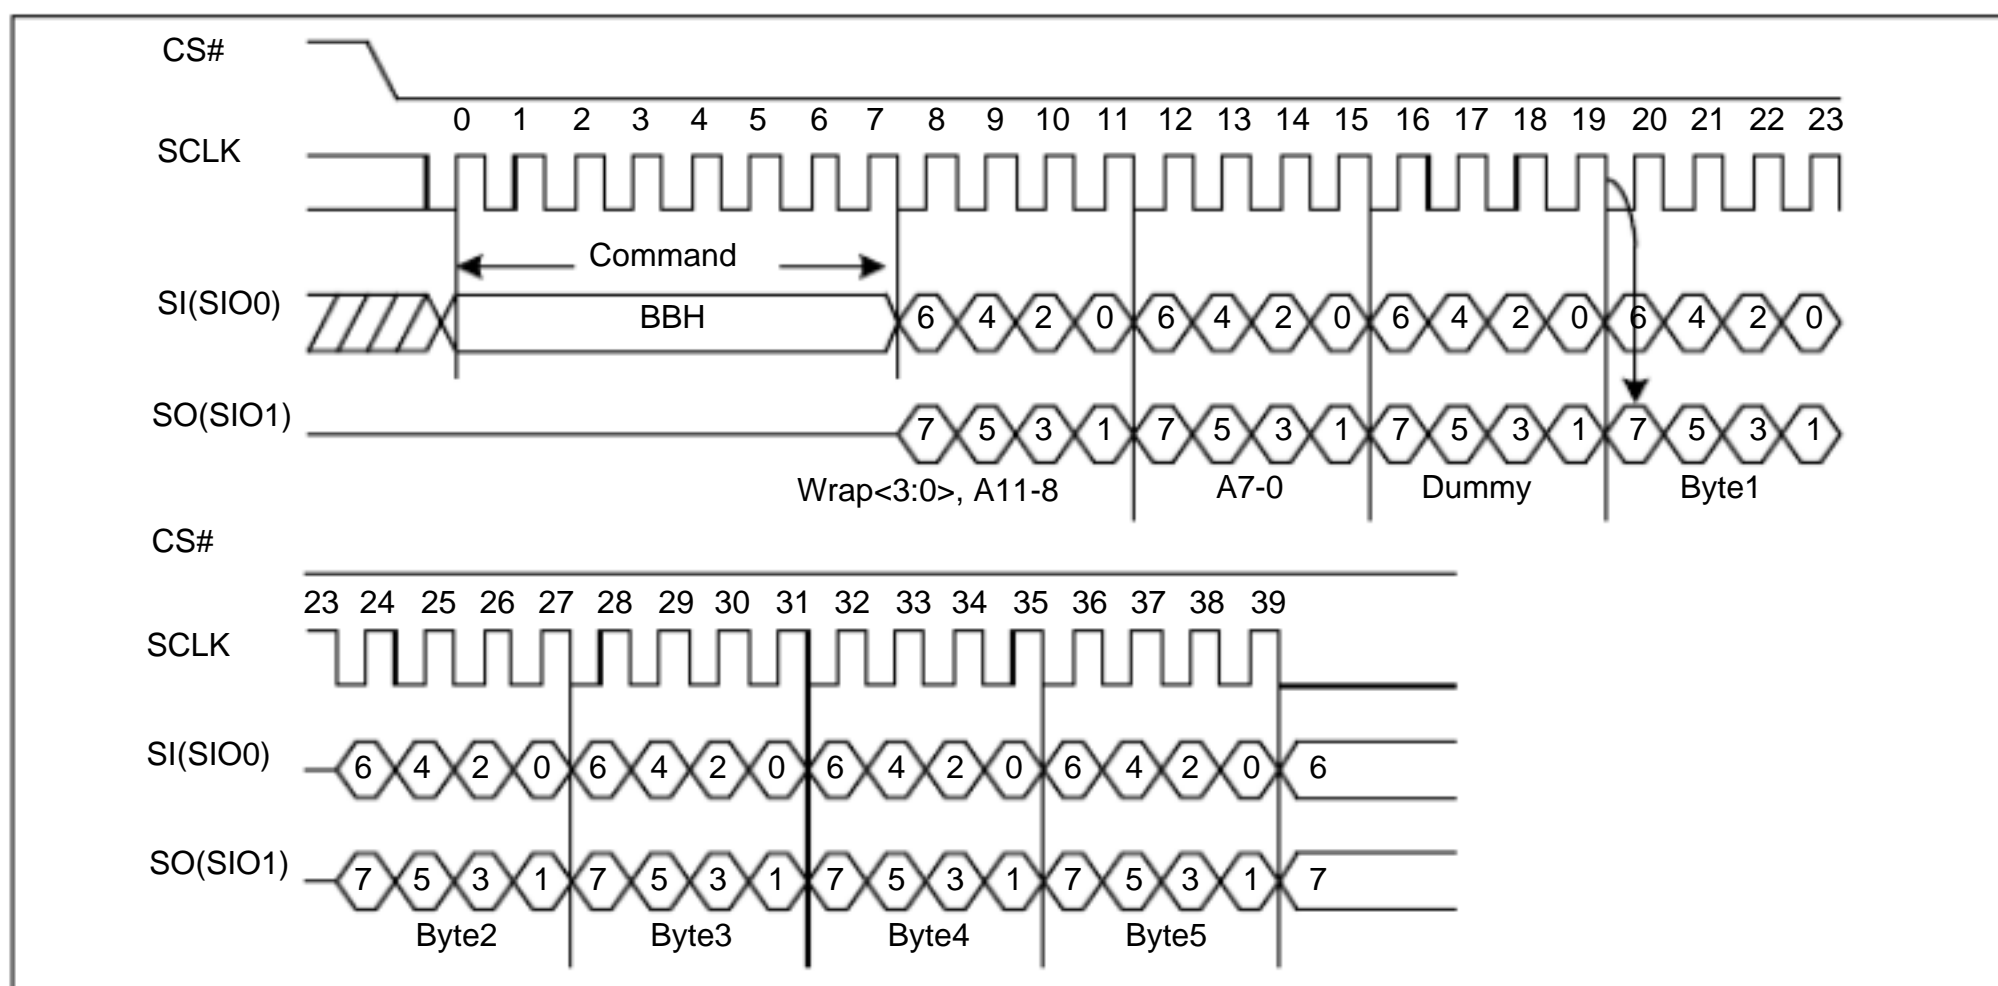 CS#
0 1 2 3 4 5 6 7 8 9 10 11 12 13 14 15 16 17 18 19 20 21 22 23
SCLK
Command
SI(SIO0)
BBH 6 4 2 0 6 4 2 0 6 4 2 0 6 4 2 0
SO(SIO1)
7 5 3 1 7 5 3 1 7 5 3 1 7 5 3 1
Wrap<3:0>, A11-8 A7-0 Dummy Byte1
CS#
23 24 25 26 27 28 29 30 31 32 33 34 35 36 37 38 39
SCLK
SI(SIO0)
6 4 2 0 6 4 2 0 6 4 2 0 6 4 2 0 6
SO(SIO1)
7 5 3 1 7 5 3 1 7 5 3 1 7 5 3 1 7
Byte2 Byte3 Byte4 Byte5